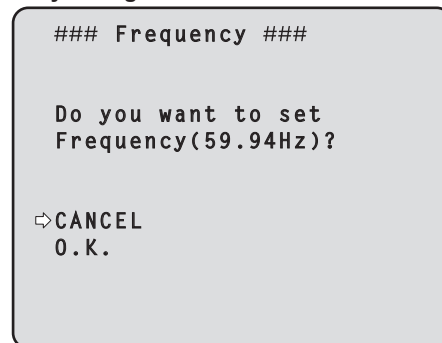 ### Frequency ###
Do you want to set
Frequency(59.94Hz)?
⇨CANCEL
O.K.